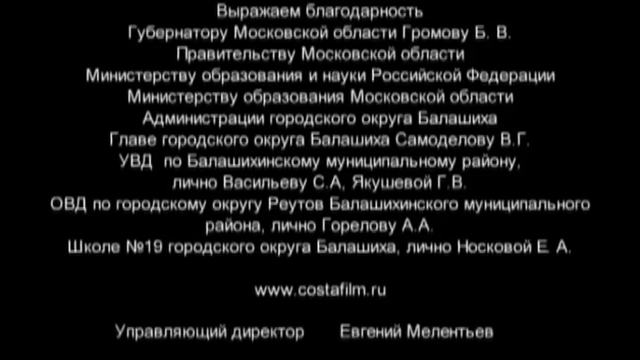 Выражаем благодарность
Губернатору Московской области Громову Б. В.
Правительству Московской области
Министерству образования и науки Российской Федерации
Министерству образования Московской области
Администрации городского округа Балашиха
Главе городского округа Балашиха Самоделову В.Г.
УВД по Балашихинскому муниципальному району,
лично Васильеву С.А, Якушевой Г.В.
ОВД по городскому округу Реутов Балашихинского муниципального
района, лично Горелову А.А.
Школе №19 городского округа Балашиха, лично Носковой Е. А.
www.costafilm.ru
Управляющий директор Евгений Мелентьев